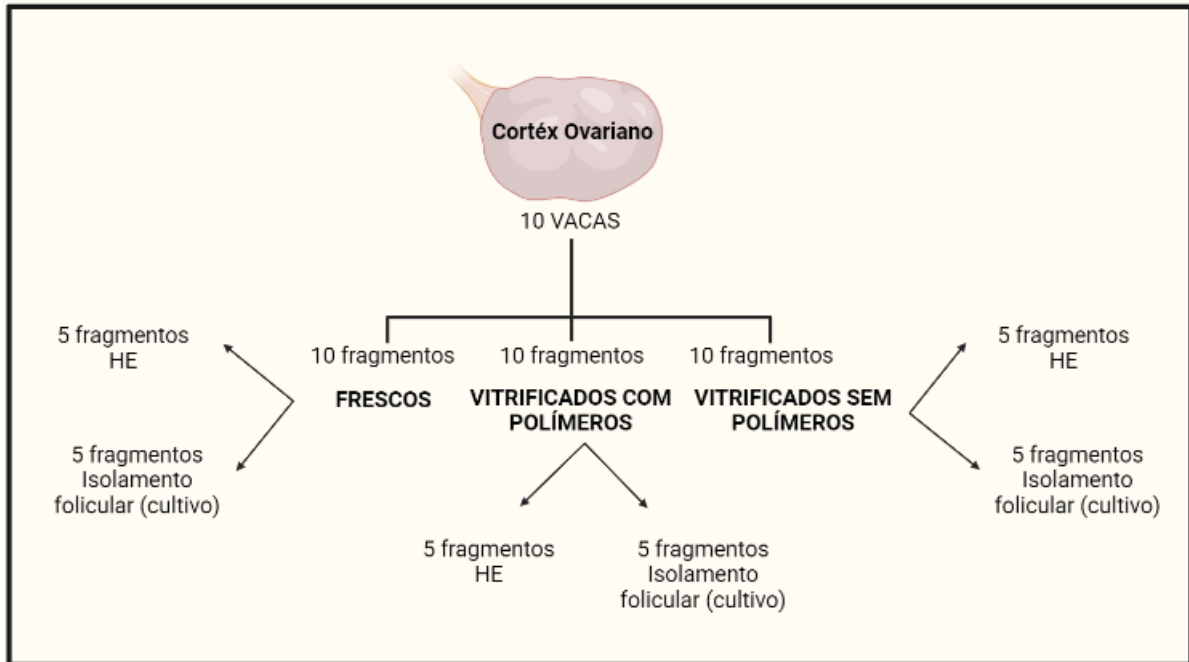 Cortéx Ovariano
10 VACAS
10 fragmentos
FRESCOS
10 fragmentos
VITRIFICADOS COM
POLÍMEROS
10 fragmentos
VITRIFICADOS SEM
POLÍMEROS
5 fragmentos
HE
5 fragmentos
Isolamento
folicular (cultivo)
5 fragmentos
HE
5 fragmentos
Isolamento
folicular (cultivo)
5 fragmentos
HE
5 fragmentos
Isolamento
folicular (cultivo)